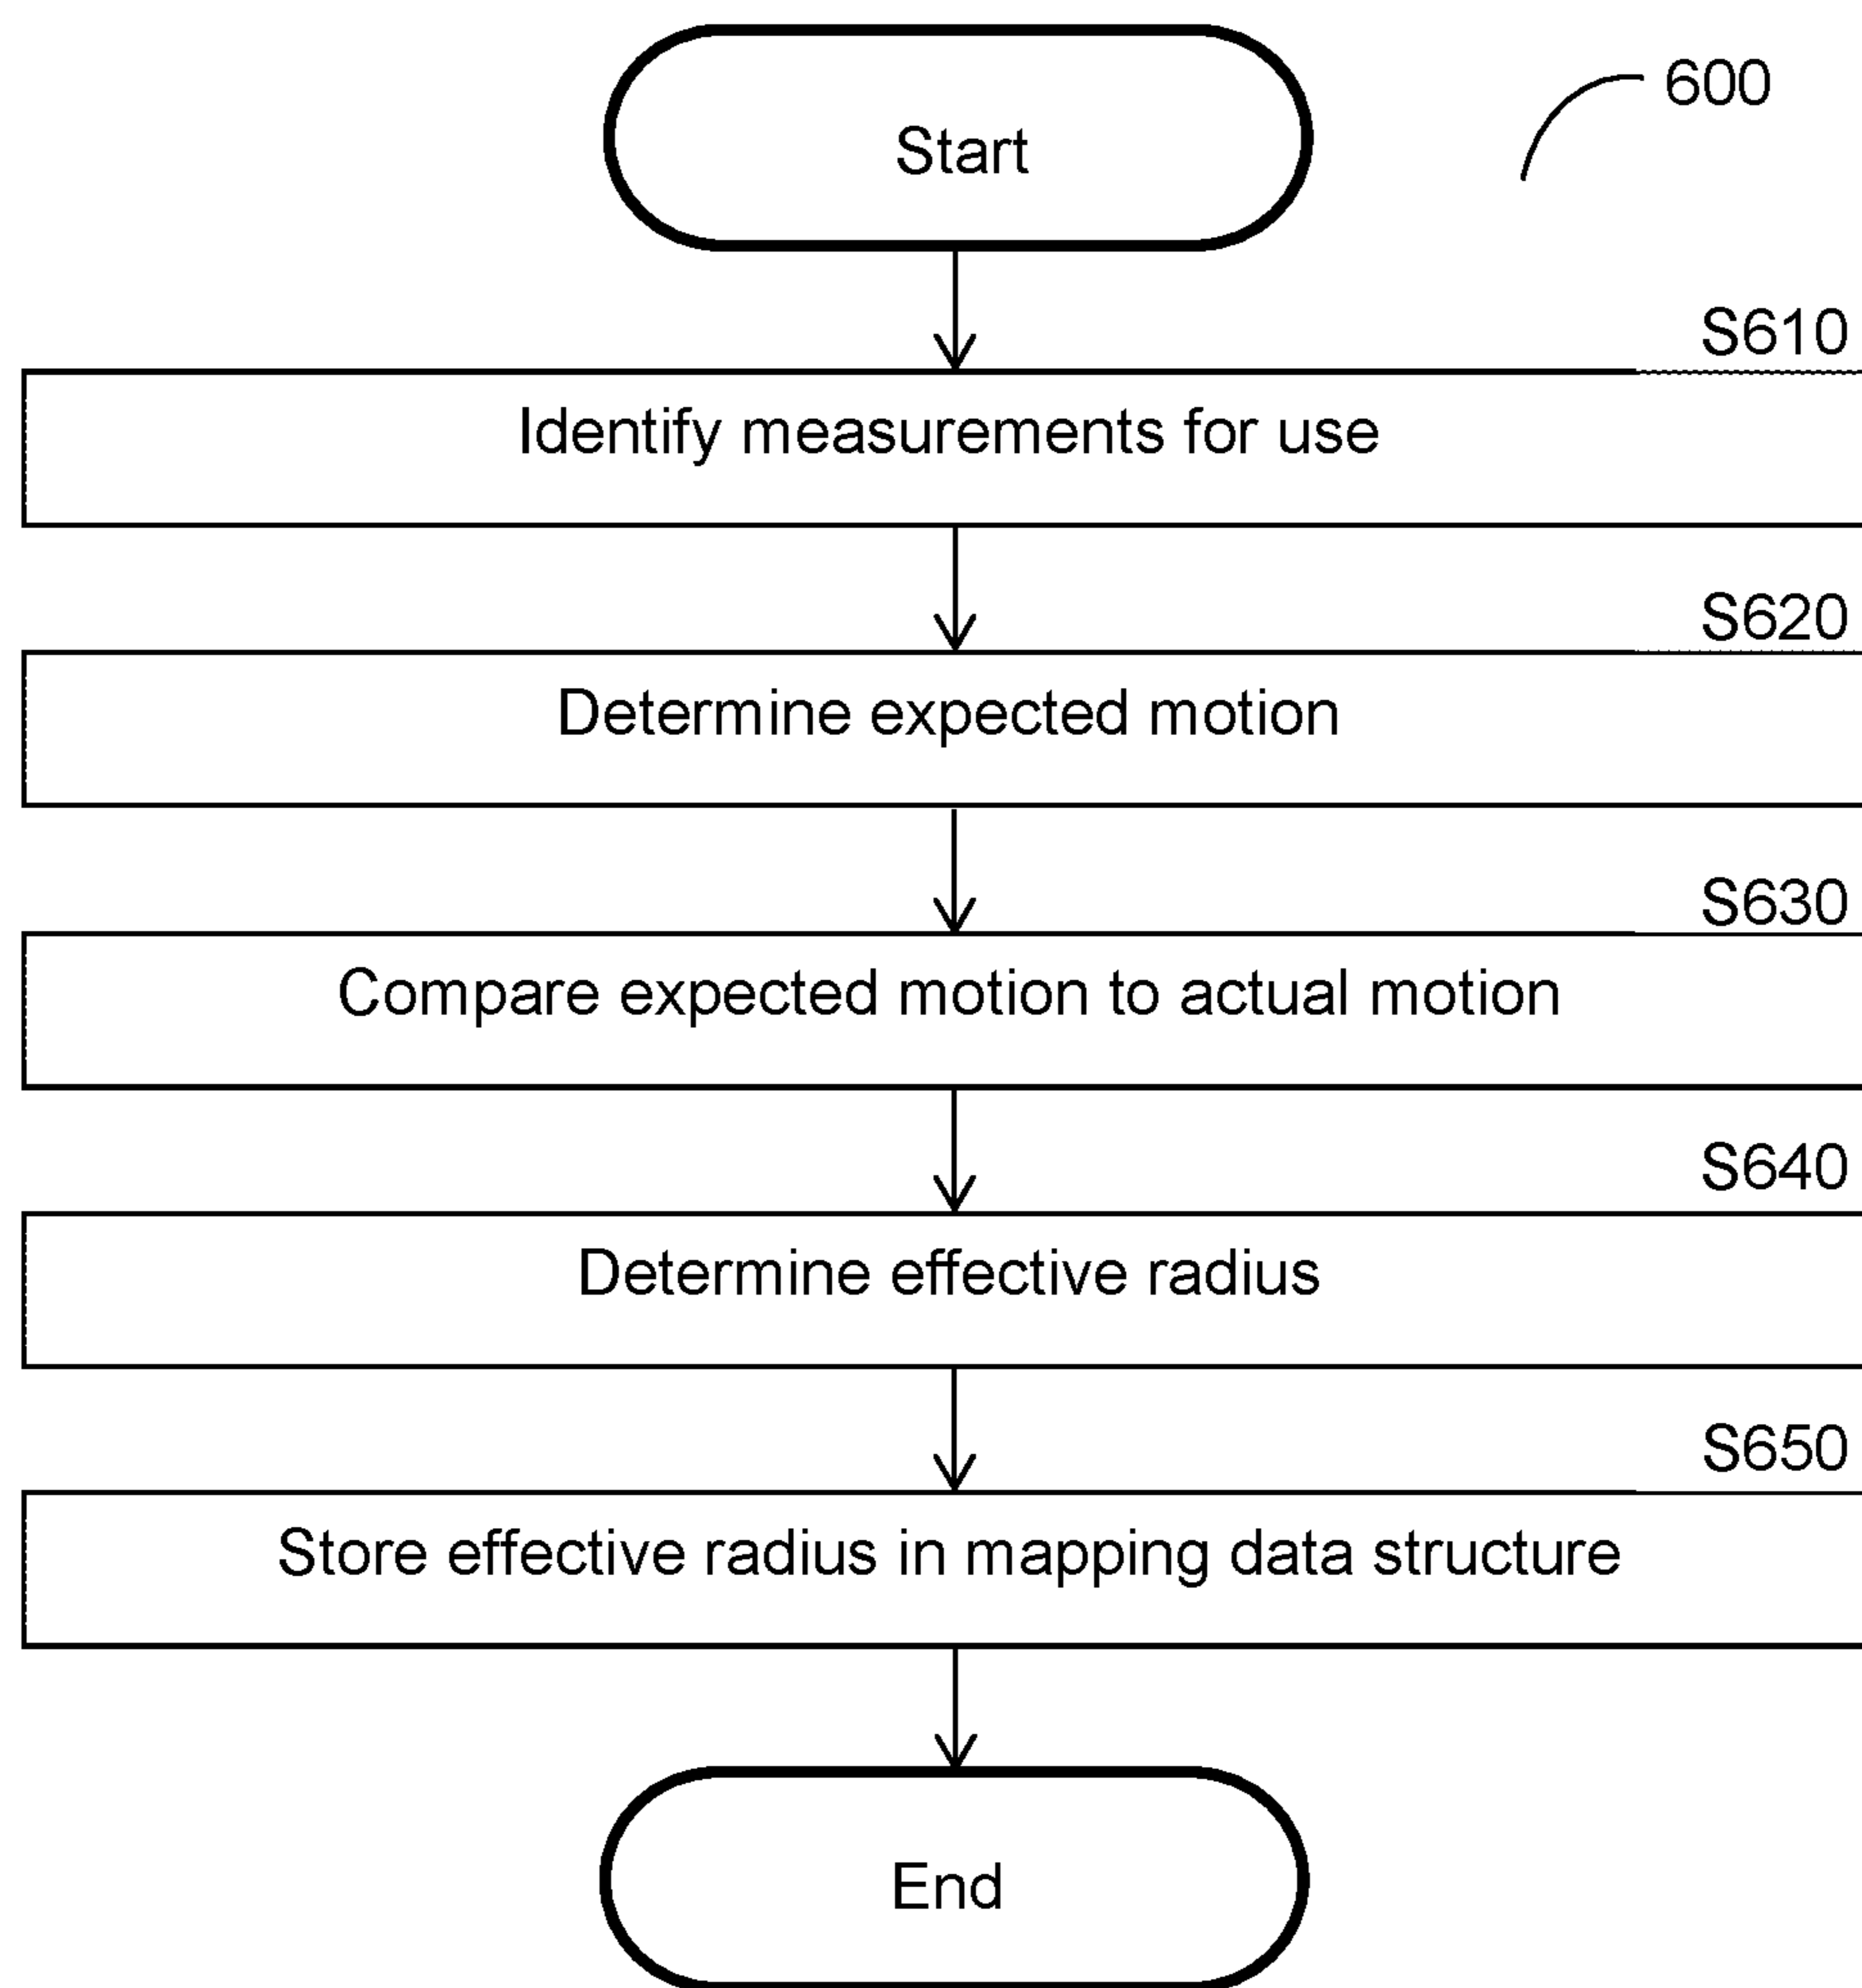 Start
600
S610
Identify measurements for use
S620
Determine expected motion
S630
Compare expected motion to actual motion
S640
Determine effective radius
S650
Store effective radius in mapping data structure
End